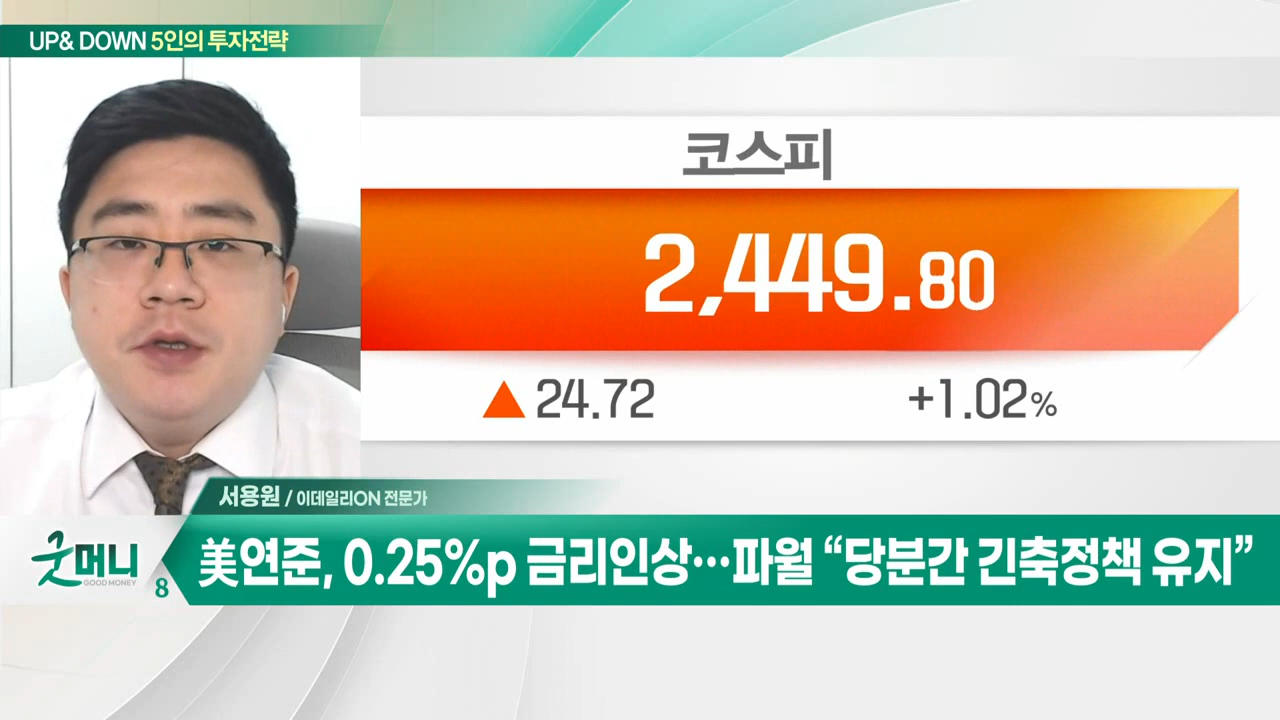 UP& DOWN 5인의 투자전략
코스피
2,449.80
▲ 24.72 +1.02%
서용원 / 이데일리ON 전문가
굿머니
GOOD MONEY
8
美연준, 0.25%p 금리인상…파월 “당분간 긴축정책 유지”